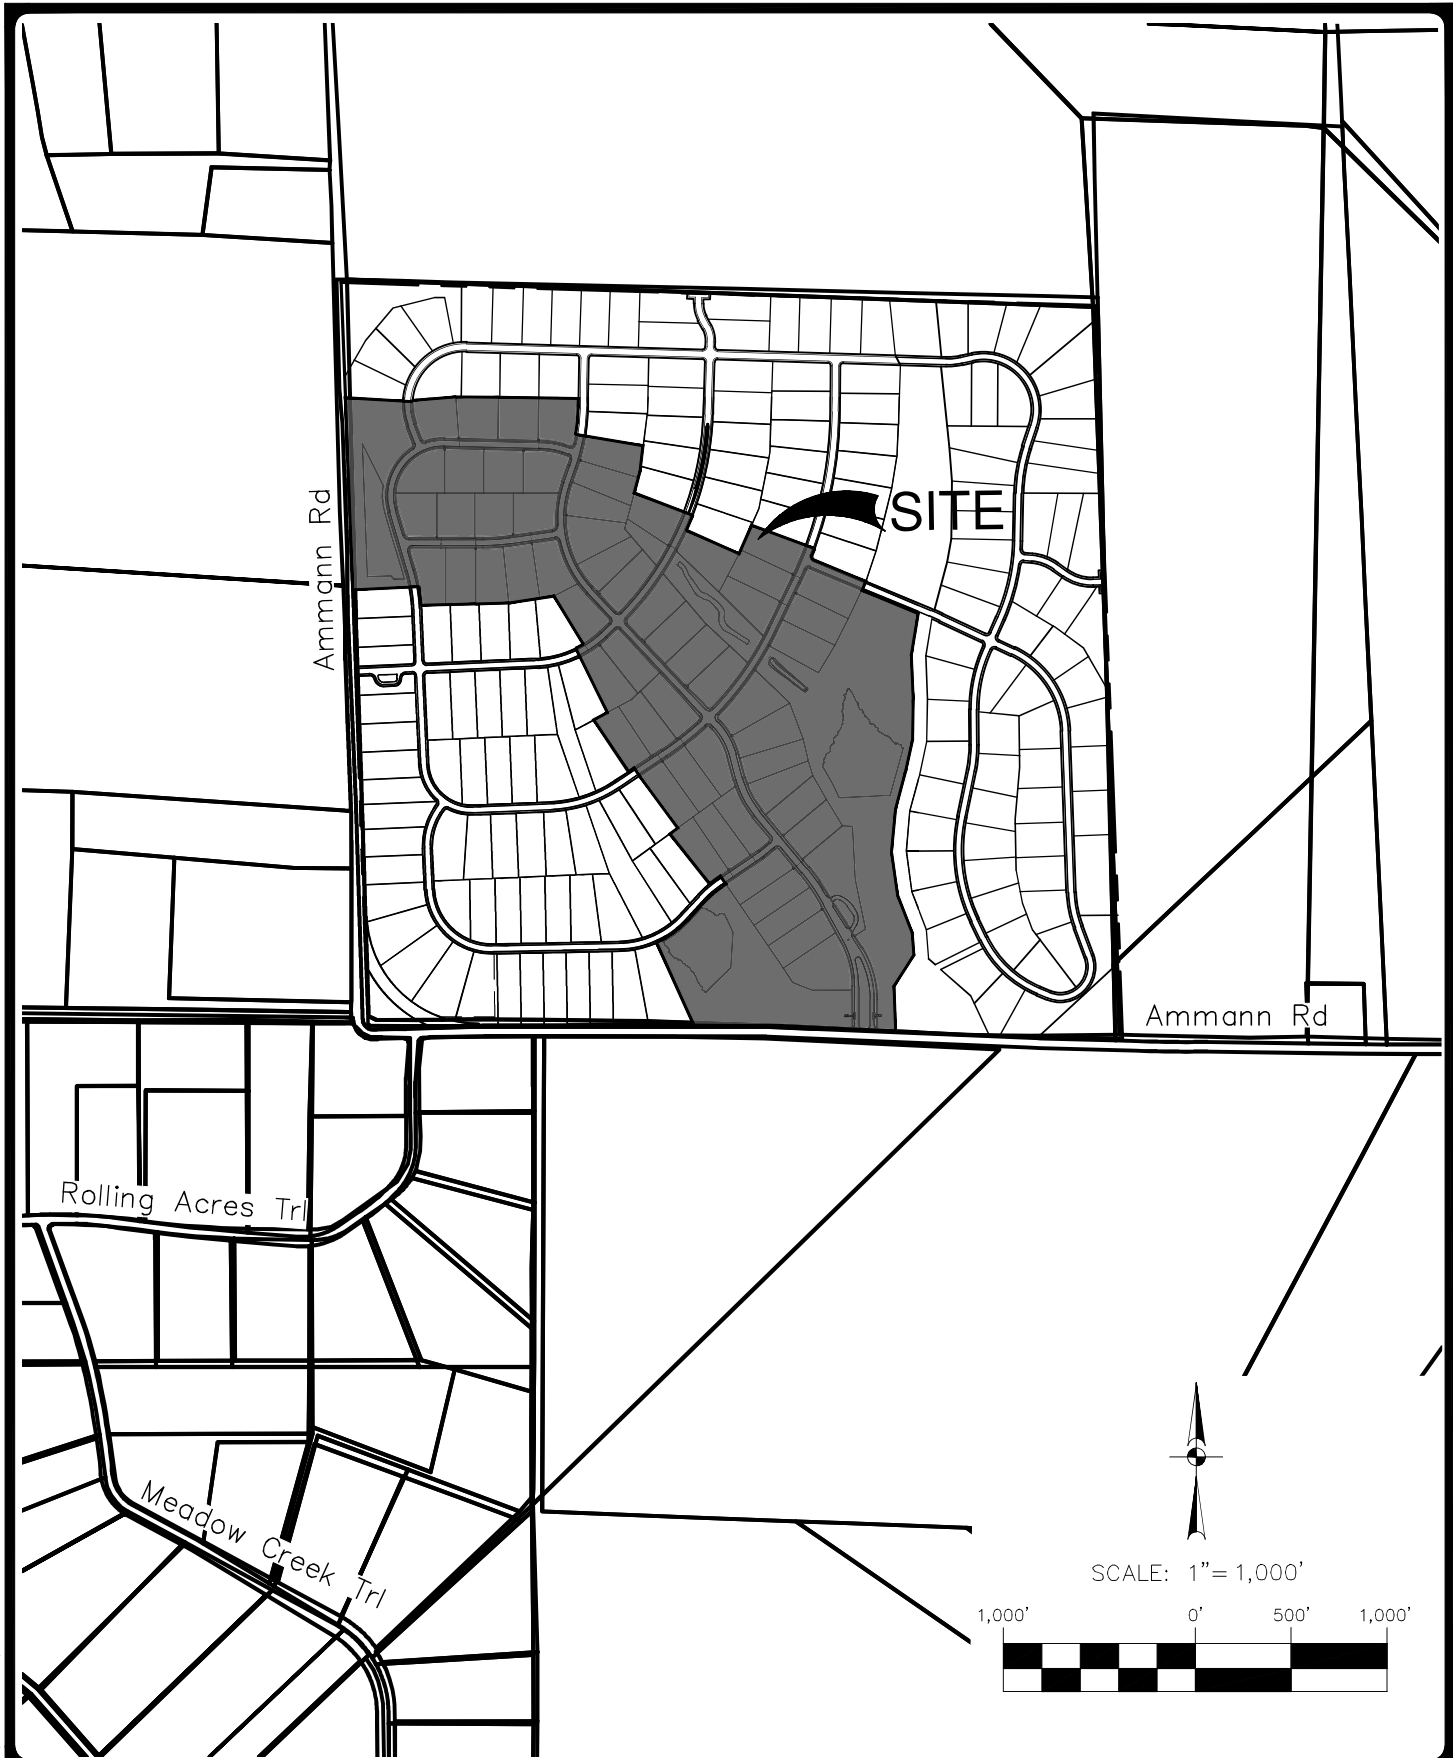 SITE
Ammann Rd
Ammann Rd
Rolling Acres Trl
Meadow Creek Trl
SCALE: 1"= 1,000'
1,000' 0' 500' 1,000'